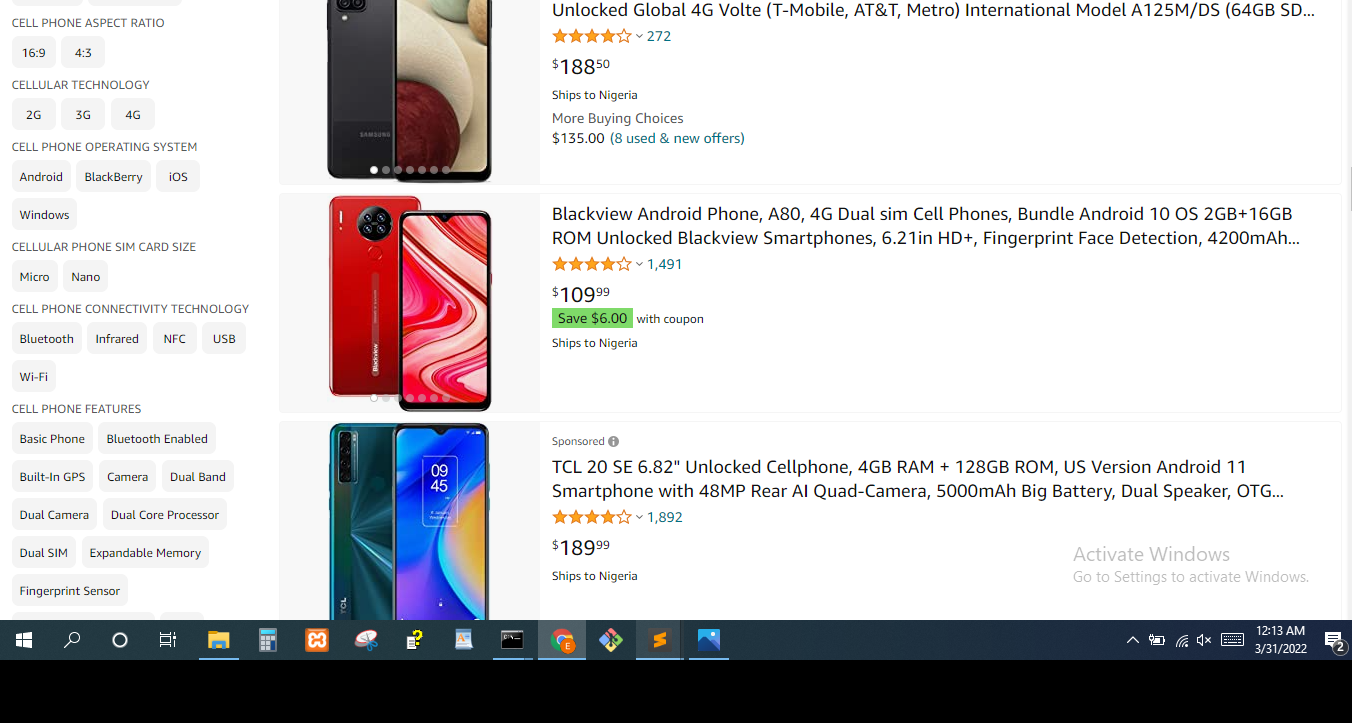 CELL PHONE ASPECT RATIO
16:9 4:3
CELLULAR TECHNOLOGY
2G 3G 4G
CELL PHONE OPERATING SYSTEM
Android BlackBerry iOS
Windows
CELLULAR PHONE SIM CARD SIZE
Micro Nano
CELL PHONE CONNECTIVITY TECHNOLOGY
Bluetooth Infrared NFC USB
Wi-Fi
CELL PHONE FEATURES
Basic Phone Bluetooth Enabled
Built-In GPS Camera Dual Band
Dual Camera Dual Core Processor
Dual SIM Expandable Memory
Fingerprint Sensor
SAMSUNG
Unlocked Global 4G Volte (T-Mobile, AT&T, Metro) International Model A125M/DS (64GB SD...
272
$18850
Ships to Nigeria
More Buying Choices
$135.00 (8 used & new offers)
Blackview
Blackview Android Phone, A80, 4G Dual sim Cell Phones, Bundle Android 10 OS 2GB+16GB
ROM Unlocked Blackview Smartphones, 6.21in HD+, Fingerprint Face Detection, 4200mAh...
1,491
$10999
Save $6.00 with coupon
Ships to Nigeria
TCL
09
45
Sponsored
TCL 20 SE 6.82" Unlocked Cellphone, 4GB RAM + 128GB ROM, US Version Android 11
Smartphone with 48MP Rear AI Quad-Camera, 5000mAh Big Battery, Dual Speaker, OTG...
1,892
$18999
Ships to Nigeria
Activate Windows
Go to Settings to activate Windows.
E
12:13 AM
3/31/2022
2